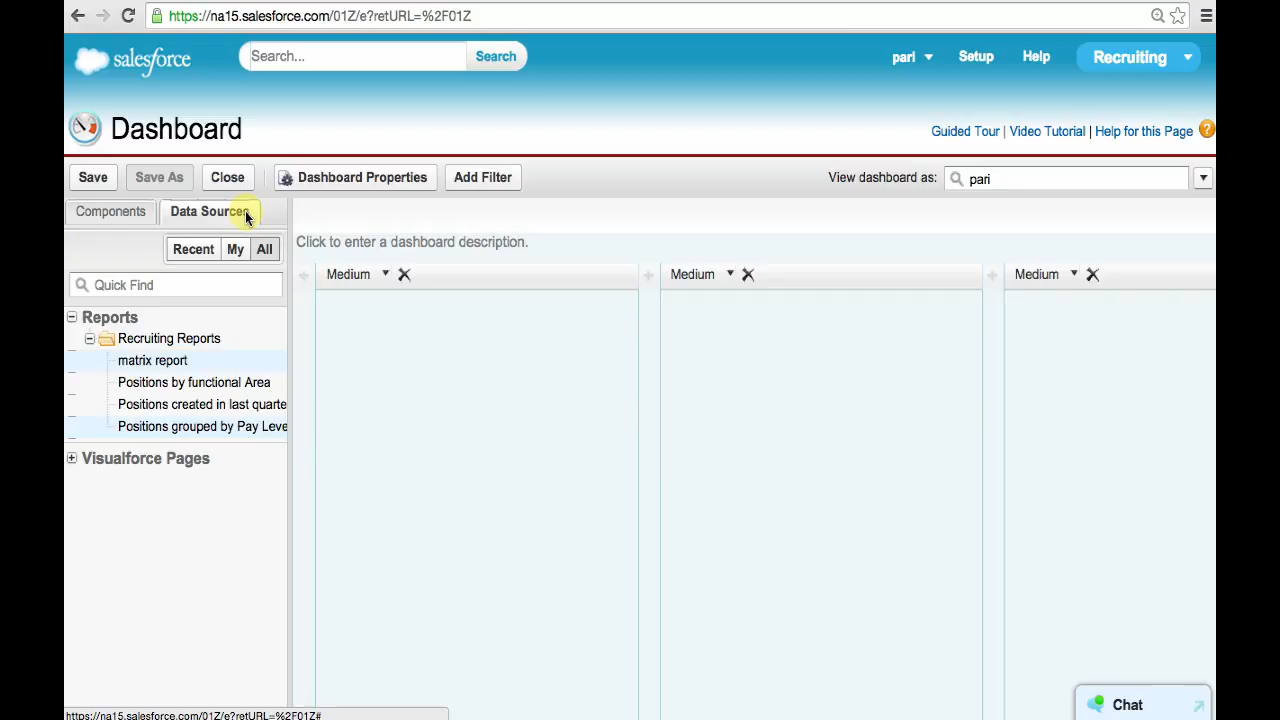 https://na15.salesforce.com/01Z/e?retURL=%2F01Z
salesforce
Search...
Search
pari
Setup
Help
Recruiting
Dashboard
Guided Tour | Video Tutorial | Help for this Page
Save
Save As
Close
Dashboard Properties
Add Filter
View dashboard as:
pari
Components
Data Sources
Recent
My
All
Click to enter a dashboard description.
Quick Find
Medium
Medium
Medium
Reports
Recruiting Reports
matrix report
Positions by functional Area
Positions created in last quarte
Positions grouped by Pay Leve
Visualforce Pages
Chat
https://na15.salesforce.com/01Z/e?retURL=%2F01Z#